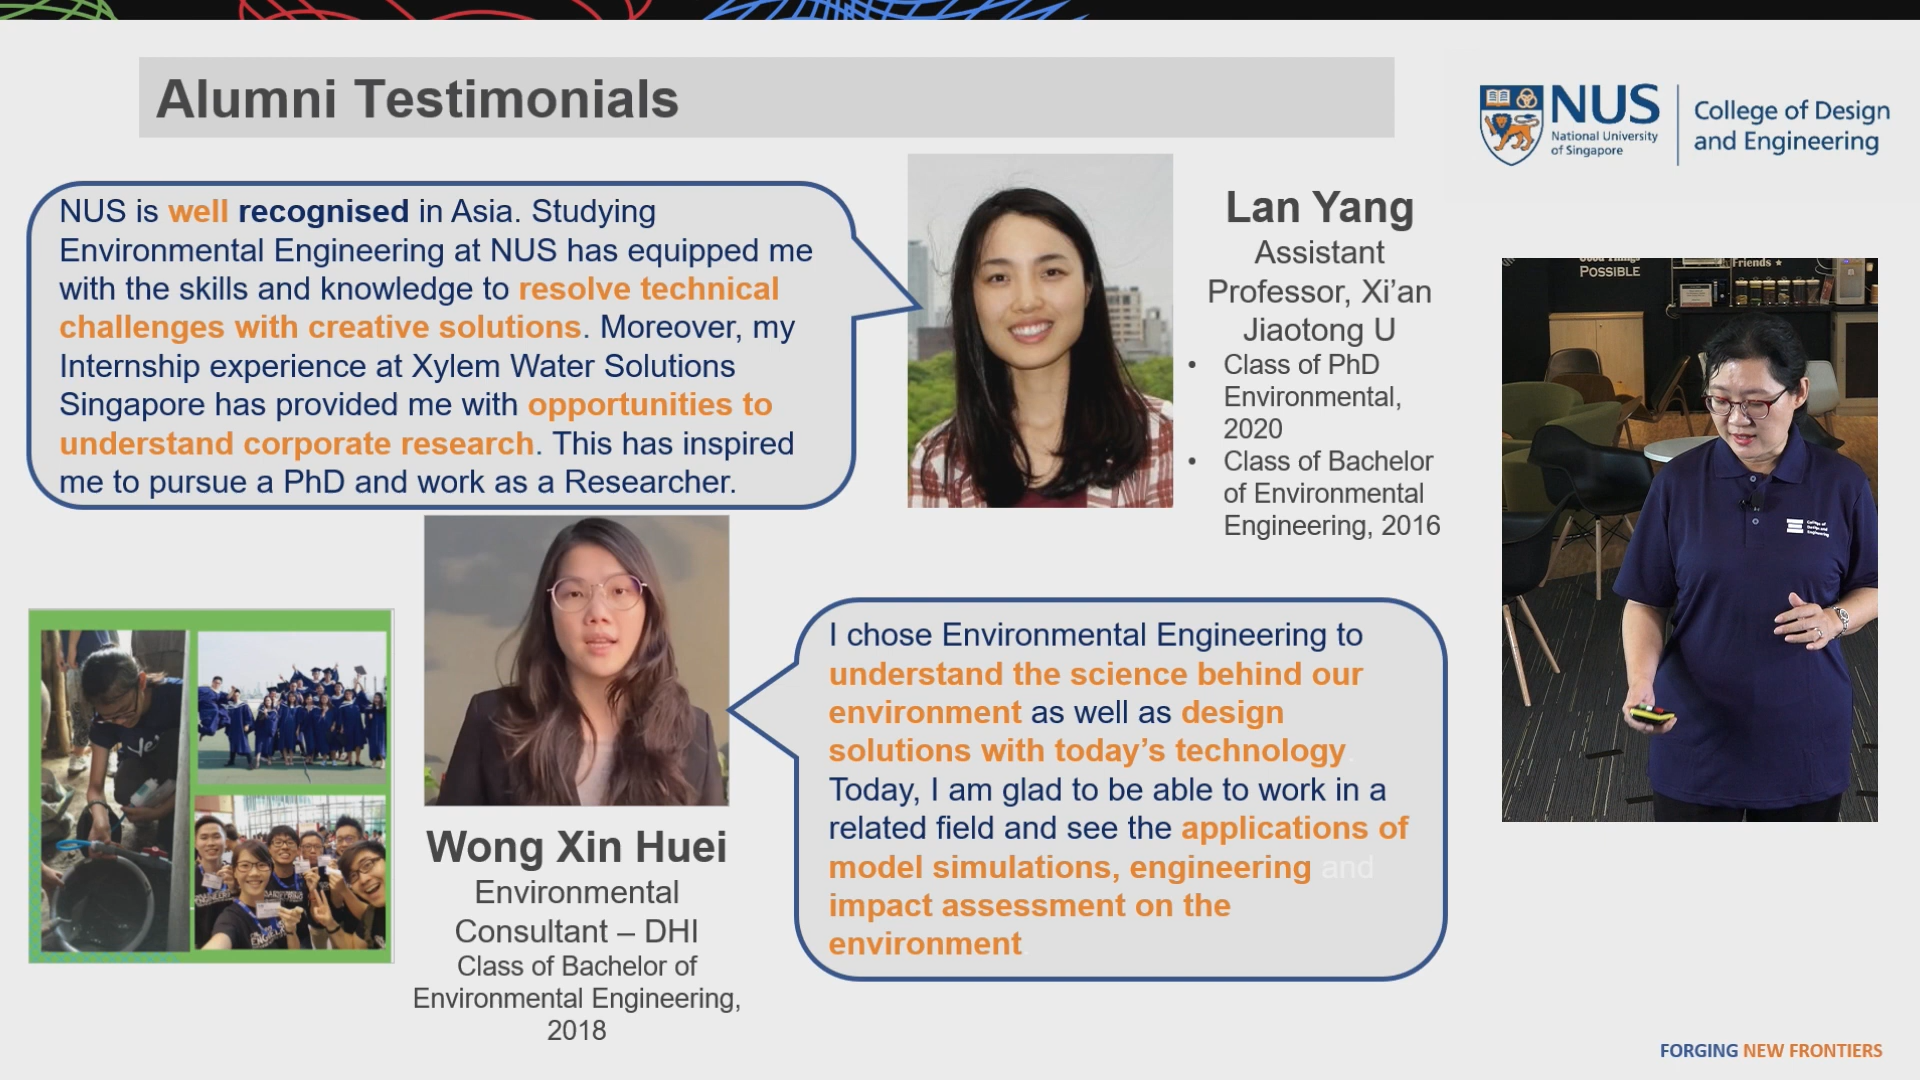 Alumni Testimonials
NUS
National University
of Singapore
College of Design
and Engineering
NUS is well recognised in Asia. Studying
Environmental Engineering at NUS has equipped me
with the skills and knowledge to resolve technical
challenges with creative solutions. Moreover, my
Internship experience at Xylem Water Solutions
Singapore has provided me with opportunities to
understand corporate research. This has inspired
me to pursue a PhD and work as a Researcher.
Lan Yang
Assistant
Professor, Xi’an
Jiaotong U
• Class of PhD
Environmental,
2020
• Class of Bachelor
of Environmental
Engineering, 2016
POSSIBLE
Friends
College of
Design and
Engineering
Wong Xin Huei
Environmental
Consultant – DHI
Class of Bachelor of
Environmental Engineering,
2018
I chose Environmental Engineering to
understand the science behind our
environment as well as design
solutions with today’s technology.
Today, I am glad to be able to work in a
related field and see the applications of
model simulations, engineering and
impact assessment on the
environment.
FORGING NEW FRONTIERS